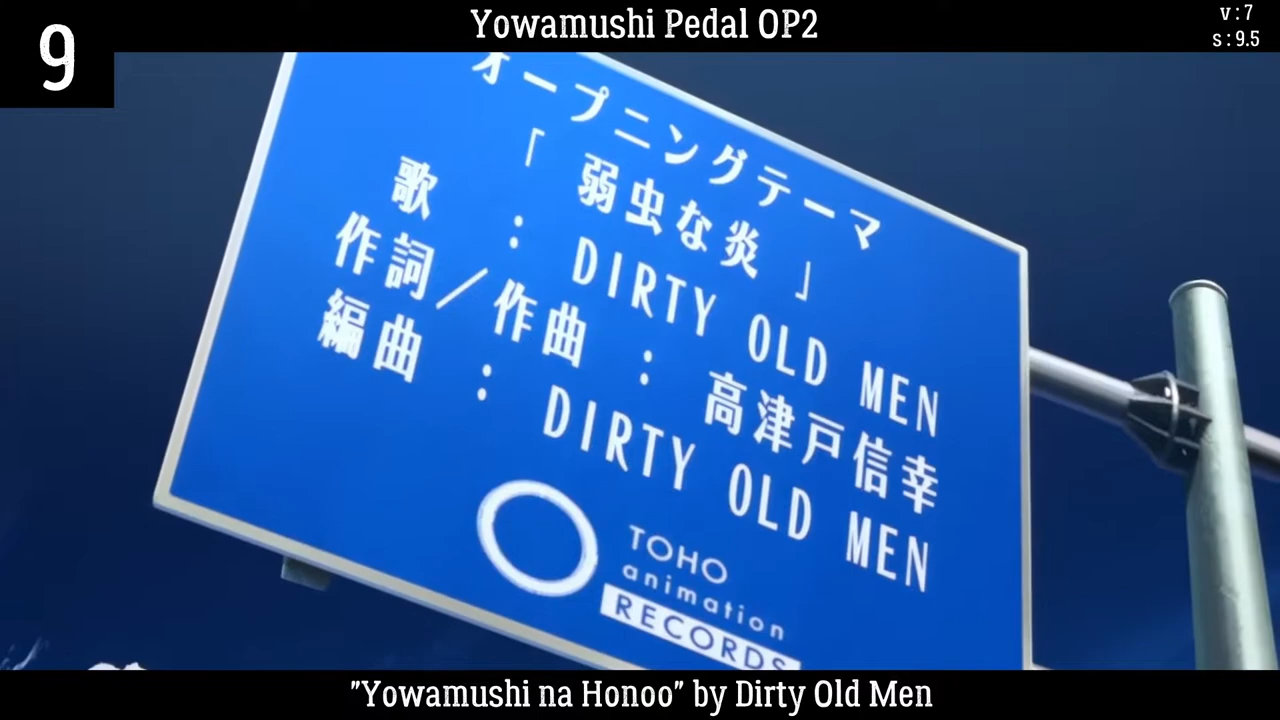 Yowamushi Pedal OP2
v:7
s:9.5
9
オープニングテーマ
「 弱虫な炎 」
歌 : DIRTY OLD MEN
作詞/作曲 : 高津戸信幸
編曲 : DIRTY OLD MEN
TOHO
animation
RECORDS
"Yowamushi na Honoo" by Dirty Old Men